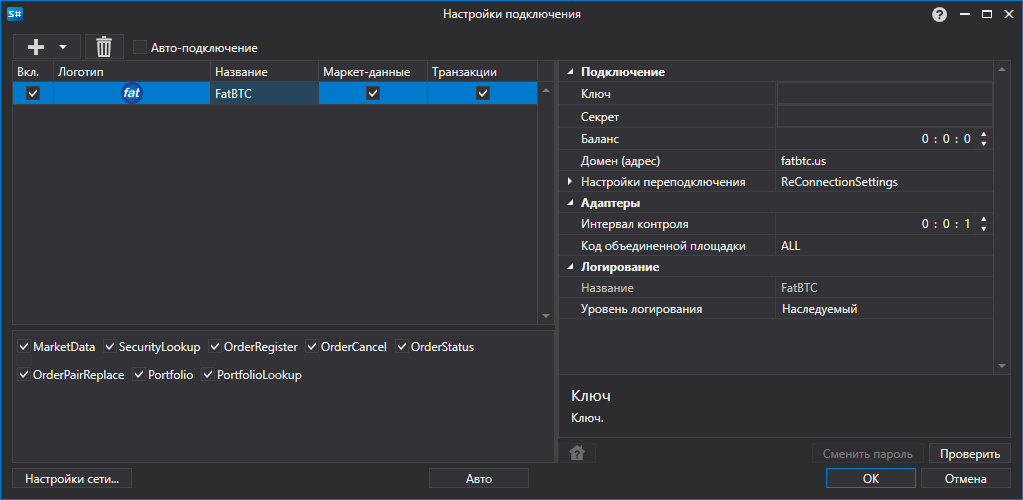 S#
Настройки подключения
Авто-подключение
Вкл. Логотип Название Маркет-данные Транзакции
fat FatBTC
MarketData SecurityLookup OrderRegister OrderCancel OrderStatus
OrderPairReplace Portfolio PortfolioLookup
Подключение
Ключ
Секрет
Баланс 0 : 0 : 0
Домен (адрес) fatbtc.us
Настройки переподключения ReConnectionSettings
Адаптеры
Интервал контроля 0 : 0 : 1
Код объединенной площадки ALL
Логирование
Название FatBTC
Уровень логирования Наследуемый
Ключ
Ключ.
Сменить пароль Проверить
Настройки сети... Авто OK Отмена